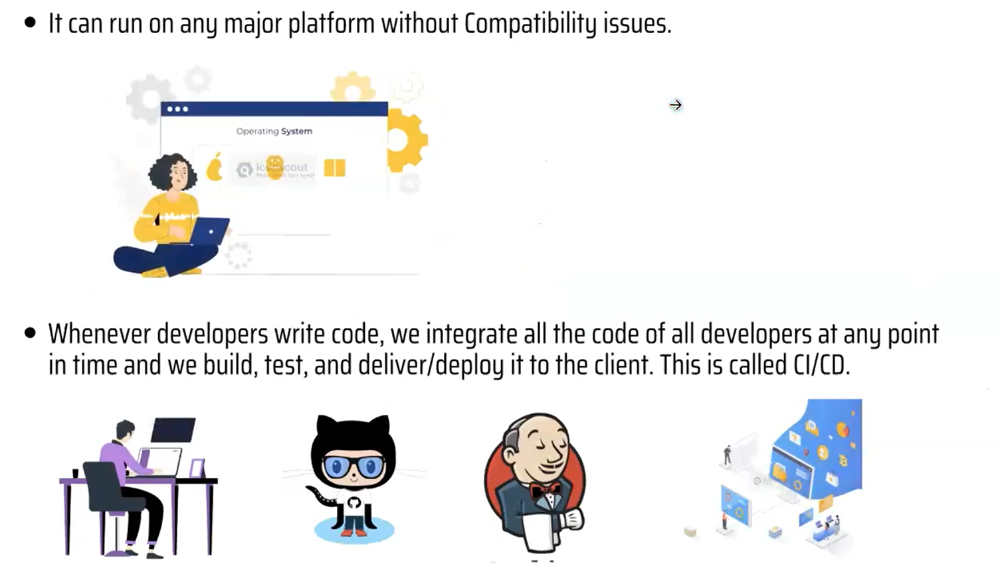 It can run on any major platform without Compatibility issues.
Operating System
iconscout
Whenever developers write code, we integrate all the code of all developers at any point
in time and we build, test, and deliver/deploy it to the client. This is called CI/CD.